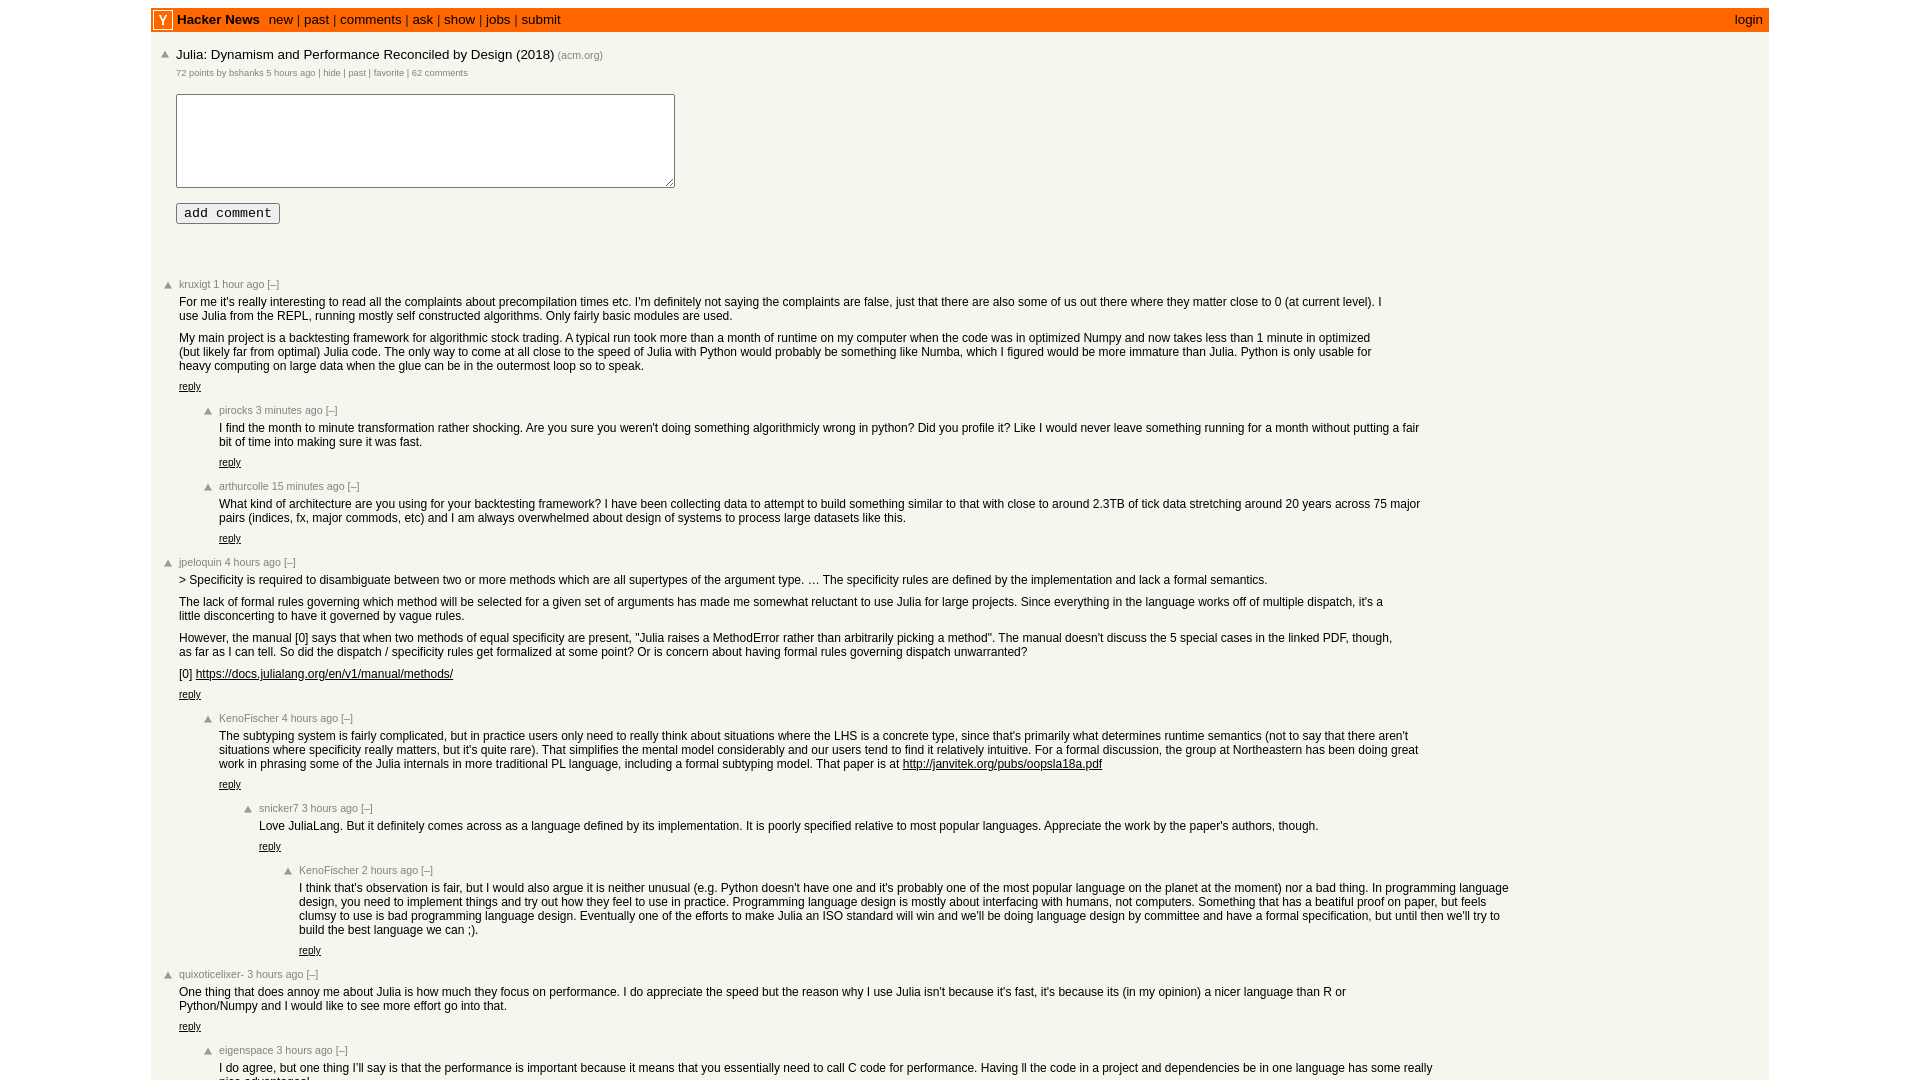 Y Hacker News new | past | comments | ask | show | jobs | submit login
Julia: Dynamism and Performance Reconciled by Design (2018) (acm.org)
72 points by bshanks 5 hours ago | hide | past | favorite | 62 comments
add comment
kruxigt 1 hour ago [–]
For me it's really interesting to read all the complaints about precompilation times etc. I'm definitely not saying the complaints are false, just that there are also some of us out there where they matter close to 0 (at current level). I
use Julia from the REPL, running mostly self constructed algorithms. Only fairly basic modules are used.
My main project is a backtesting framework for algorithmic stock trading. A typical run took more than a month of runtime on my computer when the code was in optimized Numpy and now takes less than 1 minute in optimized
(but likely far from optimal) Julia code. The only way to come at all close to the speed of Julia with Python would probably be something like Numba, which I figured would be more immature than Julia. Python is only usable for
heavy computing on large data when the glue can be in the outermost loop so to speak.
reply
pirocks 3 minutes ago [–]
I find the month to minute transformation rather shocking. Are you sure you weren't doing something algorithmicly wrong in python? Did you profile it? Like I would never leave something running for a month without putting a fair
bit of time into making sure it was fast.
reply
arthurcolle 15 minutes ago [–]
What kind of architecture are you using for your backtesting framework? I have been collecting data to attempt to build something similar to that with close to around 2.3TB of tick data stretching around 20 years across 75 major
pairs (indices, fx, major commods, etc) and I am always overwhelmed about design of systems to process large datasets like this.
reply
jpeloquin 4 hours ago [–]
> Specificity is required to disambiguate between two or more methods which are all supertypes of the argument type. … The specificity rules are defined by the implementation and lack a formal semantics.
The lack of formal rules governing which method will be selected for a given set of arguments has made me somewhat reluctant to use Julia for large projects. Since everything in the language works off of multiple dispatch, it's a
little disconcerting to have it governed by vague rules.
However, the manual [0] says that when two methods of equal specificity are present, "Julia raises a MethodError rather than arbitrarily picking a method". The manual doesn't discuss the 5 special cases in the linked PDF, though,
as far as I can tell. So did the dispatch / specificity rules get formalized at some point? Or is concern about having formal rules governing dispatch unwarranted?
[0] https://docs.julialang.org/en/v1/manual/methods/
reply
KenoFischer 4 hours ago [–]
The subtyping system is fairly complicated, but in practice users only need to really think about situations where the LHS is a concrete type, since that's primarily what determines runtime semantics (not to say that there aren't
situations where specificity really matters, but it's quite rare). That simplifies the mental model considerably and our users tend to find it relatively intuitive. For a formal discussion, the group at Northeastern has been doing great
work in phrasing some of the Julia internals in more traditional PL language, including a formal subtyping model. That paper is at http://janvitek.org/pubs/oopsla18a.pdf
reply
snicker7 3 hours ago [–]
Love JuliaLang. But it definitely comes across as a language defined by its implementation. It is poorly specified relative to most popular languages. Appreciate the work by the paper's authors, though.
reply
KenoFischer 2 hours ago [–]
I think that's observation is fair, but I would also argue it is neither unusual (e.g. Python doesn't have one and it's probably one of the most popular language on the planet at the moment) nor a bad thing. In programming language
design, you need to implement things and try out how they feel to use in practice. Programming language design is mostly about interfacing with humans, not computers. Something that has a beatiful proof on paper, but feels
clumsy to use is bad programming language design. Eventually one of the efforts to make Julia an ISO standard will win and we'll be doing language design by committee and have a formal specification, but until then we'll try to
build the best language we can ;).
reply
quixoticelixer- 3 hours ago [–]
One thing that does annoy me about Julia is how much they focus on performance. I do appreciate the speed but the reason why I use Julia isn't because it's fast, it's because its (in my opinion) a nicer language than R or
Python/Numpy and I would like to see more effort go into that.
reply
eigenspace 3 hours ago [–]
I do agree, but one thing I’ll say is that the performance is important because it means that you essentially need to call C code for performance. Having ll the code in a project and dependencies be in one language has some really